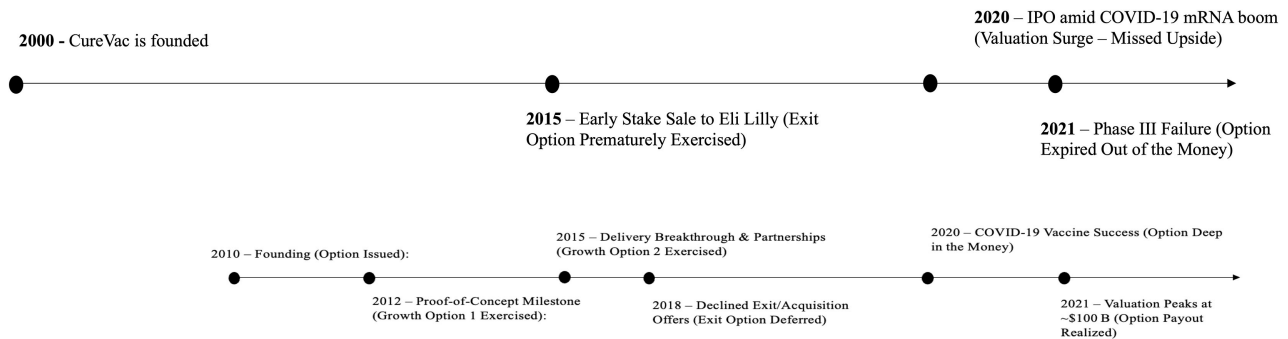 2000 - CureVac is founded
2020 – IPO amid COVID-19 mRNA boom
(Valuation Surge – Missed Upside)
2015 – Early Stake Sale to Eli Lilly (Exit
Option Prematurely Exercised)
2021 – Phase III Failure (Option
Expired Out of the Money)
2010 – Founding (Option Issued):
2012 – Proof-of-Concept Milestone
(Growth Option 1 Exercised):
2015 – Delivery Breakthrough & Partnerships
(Growth Option 2 Exercised)
2018 – Declined Exit/Acquisition
Offers (Exit Option Deferred)
2020 – COVID-19 Vaccine Success (Option Deep
in the Money)
2021 – Valuation Peaks at
~$100 B (Option Payout
Realized)